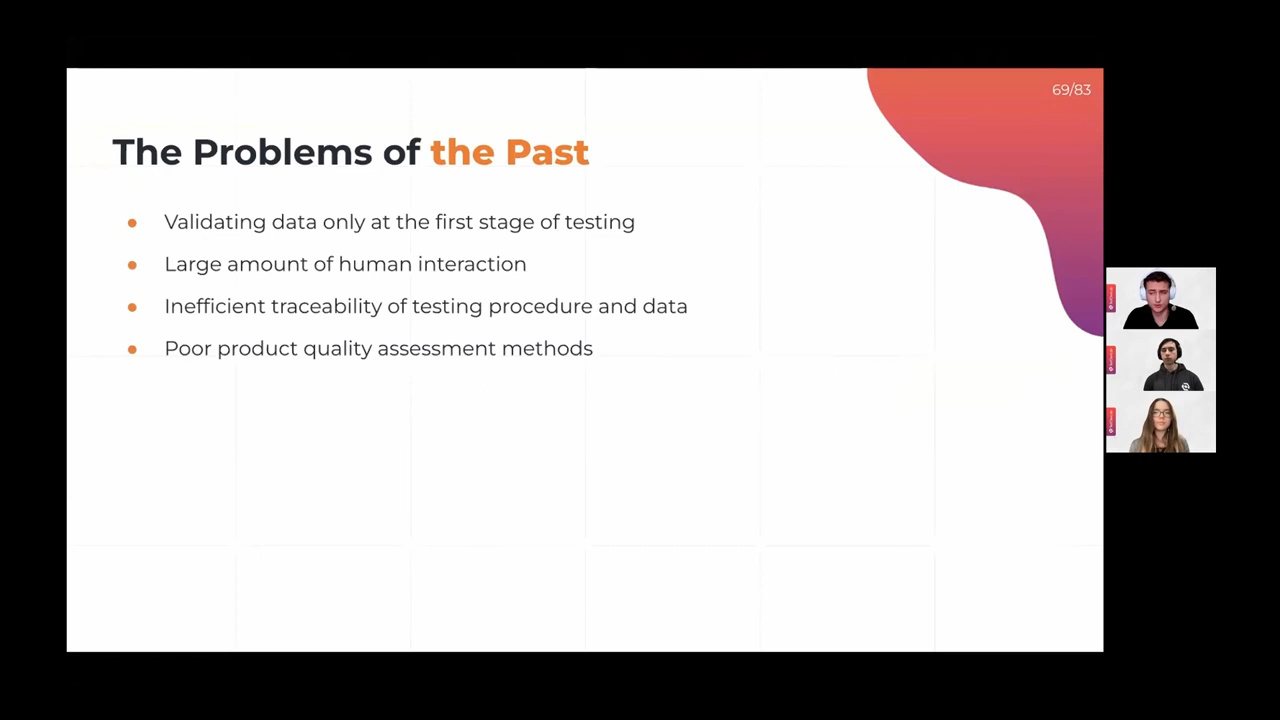 69/83
The Problems of the Past
● Validating data only at the first stage of testing
● Large amount of human interaction
● Inefficient traceability of testing procedure and data
● Poor product quality assessment methods